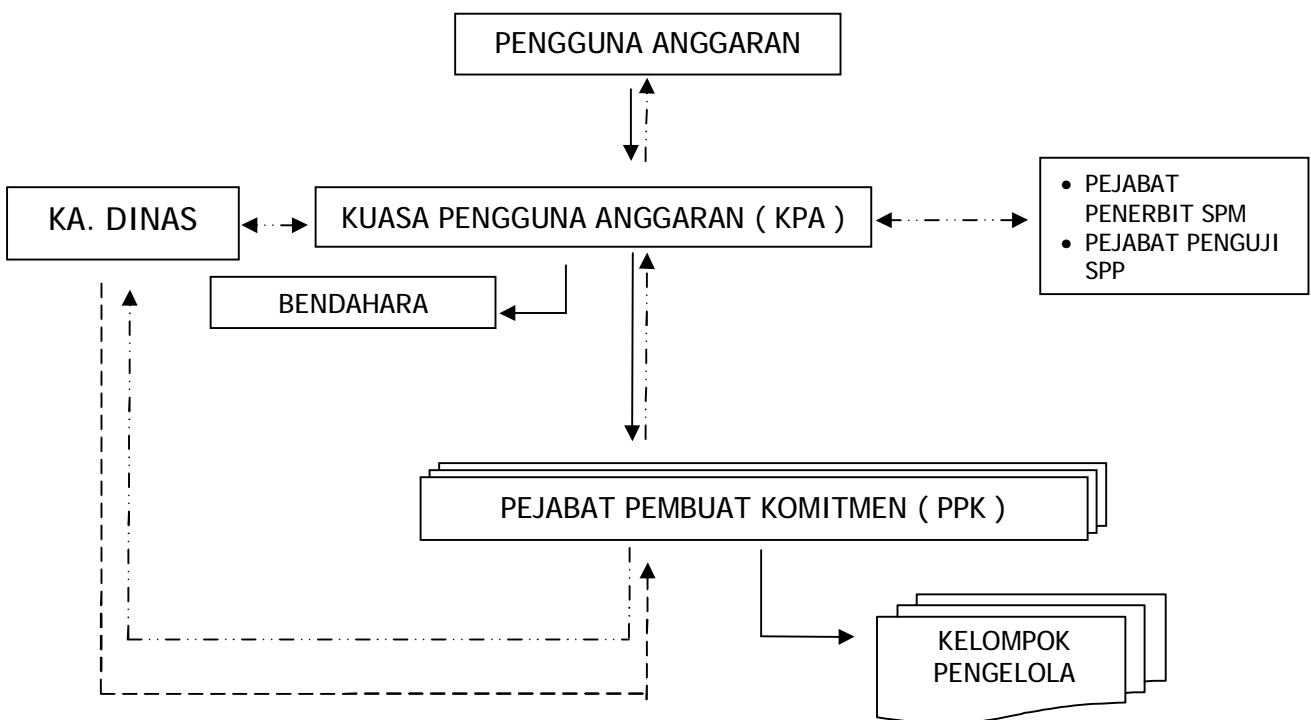 PENGGUNA ANGGARAN
KA. DINAS
KUASA PENGGUNA ANGGARAN ( KPA )
• PEJABAT
PENERBIT SPM
• PEJABAT PENGUJI
SPP
BENDAHARA
PEJABAT PEMBUAT KOMITMEN ( PPK )
KELOMPOK
PENGELOLA